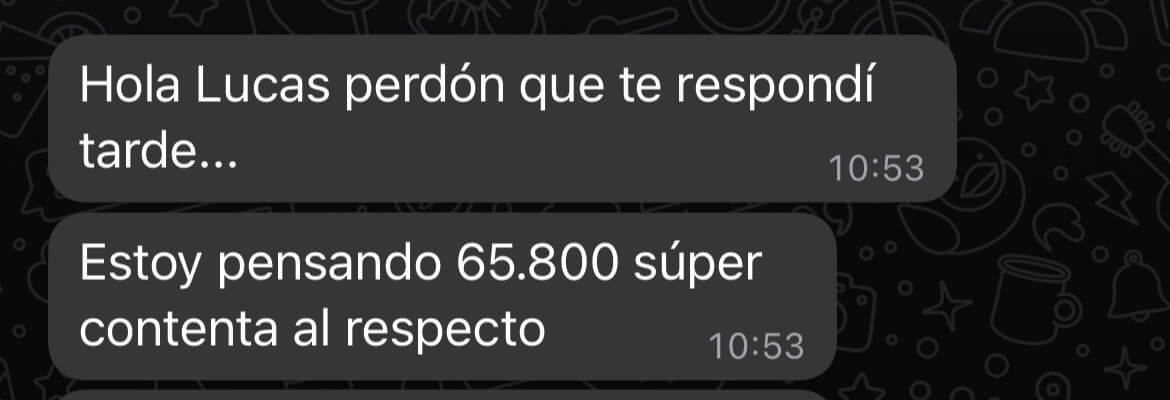 Hola Lucas perdón que te respondí
tarde...
10:53
Estoy pensando 65.800 súper
contenta al respecto
10:53